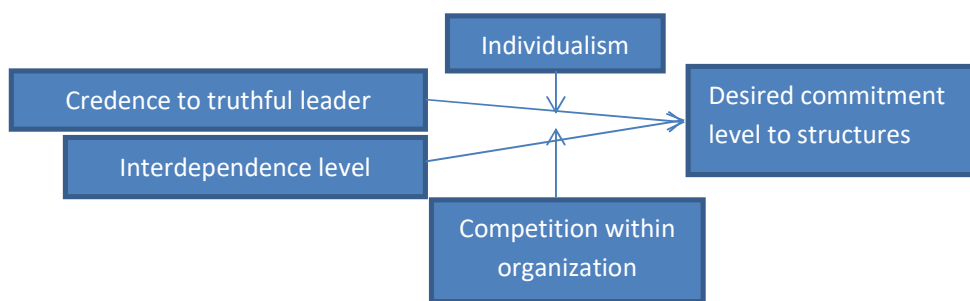 Individualism
Credence to truthful leader
Desired commitment
level to structures
Interdependence level
Competition within
organization